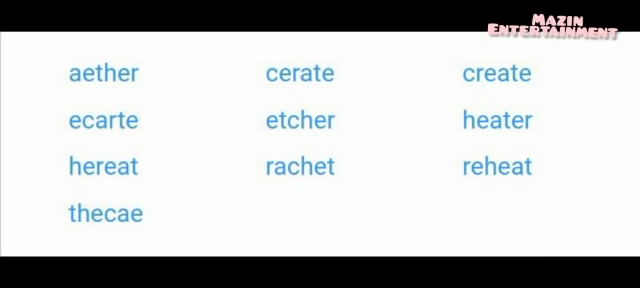 Mazin
Entertainment
aether cerate create
ecarte etcher heater
hereat rachet reheat
thecae